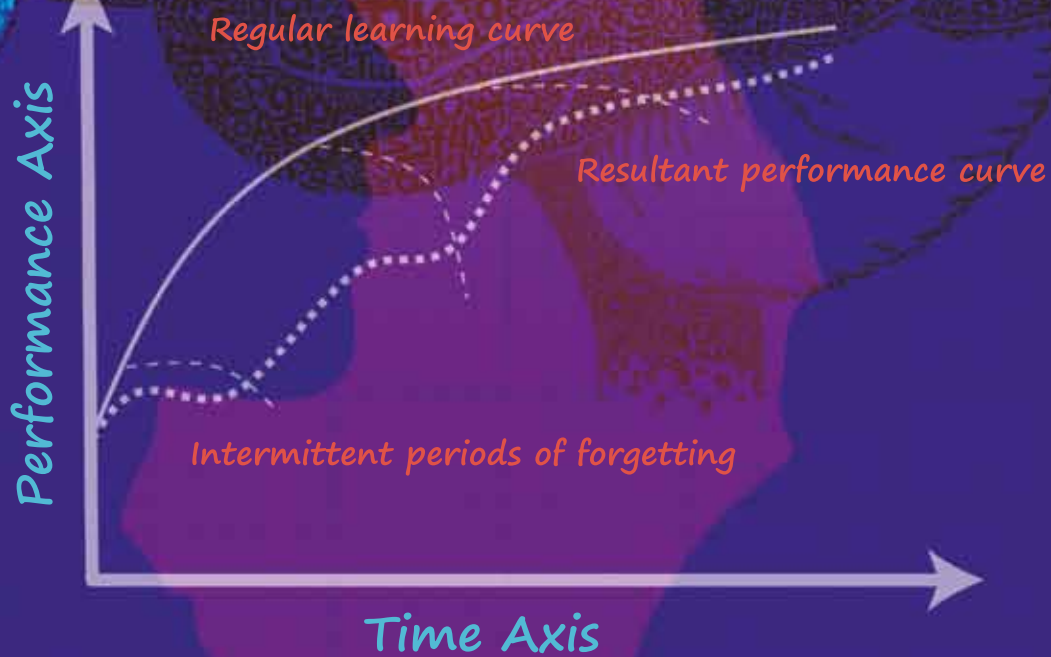 Regular learning curve
Performance Axis
Resultant performance curve
Intermittent periods of forgetting
Time Axis